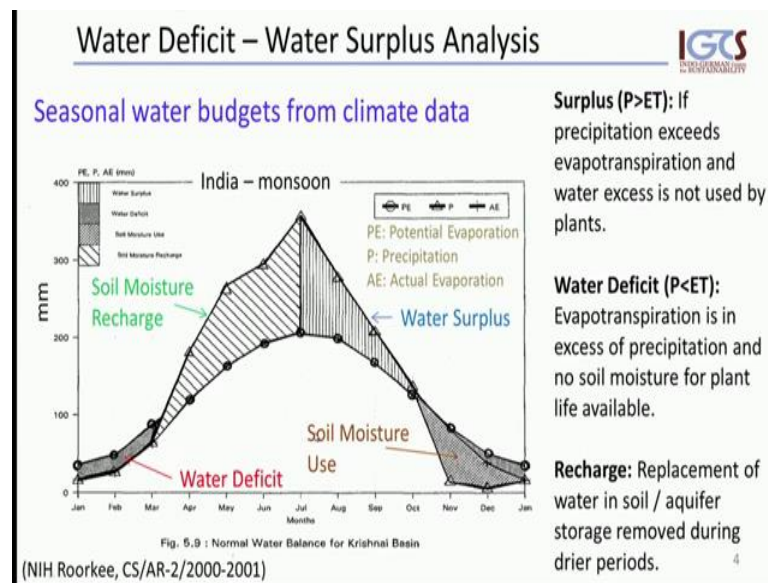 Water Deficit – Water Surplus Analysis
IGCS
INDO-GERMAN Centre
for SUSTAINABILITY
Seasonal water budgets from climate data
PE, P, AE (mm)
400
Water Surplus
Water Deficit
Soil Moisture Use
Soil Moisture Recharge
India – monsoon
PE P AE
PE: Potential Evaporation
P: Precipitation
AE: Actual Evaporation
300
mm
Soil Moisture
Recharge
Water Surplus
200
100
Soil Moisture
Use
Water Deficit
0
Jan Feb Mar Apr May Jun Jul Aug Sep Oct Nov Dec Jan
Months
Fig. 5.9 : Normal Water Balance for Krishnai Basin
(NIH Roorkee, CS/AR-2/2000-2001)
Surplus (P>ET): If
precipitation exceeds
evapotranspiration and
water excess is not used by
plants.
Water Deficit (P<ET):
Evapotranspiration is in
excess of precipitation and
no soil moisture for plant
life available.
Recharge: Replacement of
water in soil / aquifer
storage removed during
drier periods.
4